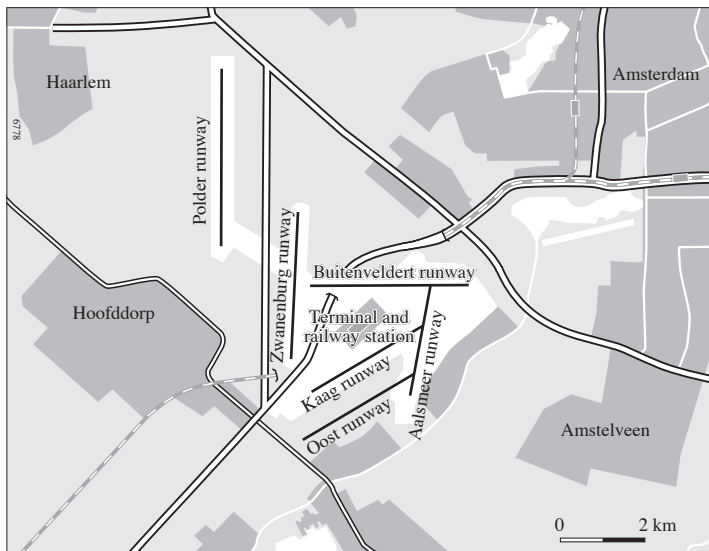 Haarlem
Amsterdam
6778
Polder runway
Zwanenburg runway
Buitenveldert runway
Hoofddorp
Terminal and
railway station
Kaag runway
Aalsmeer runway
Oost runway
Amstelveen
0 2 km